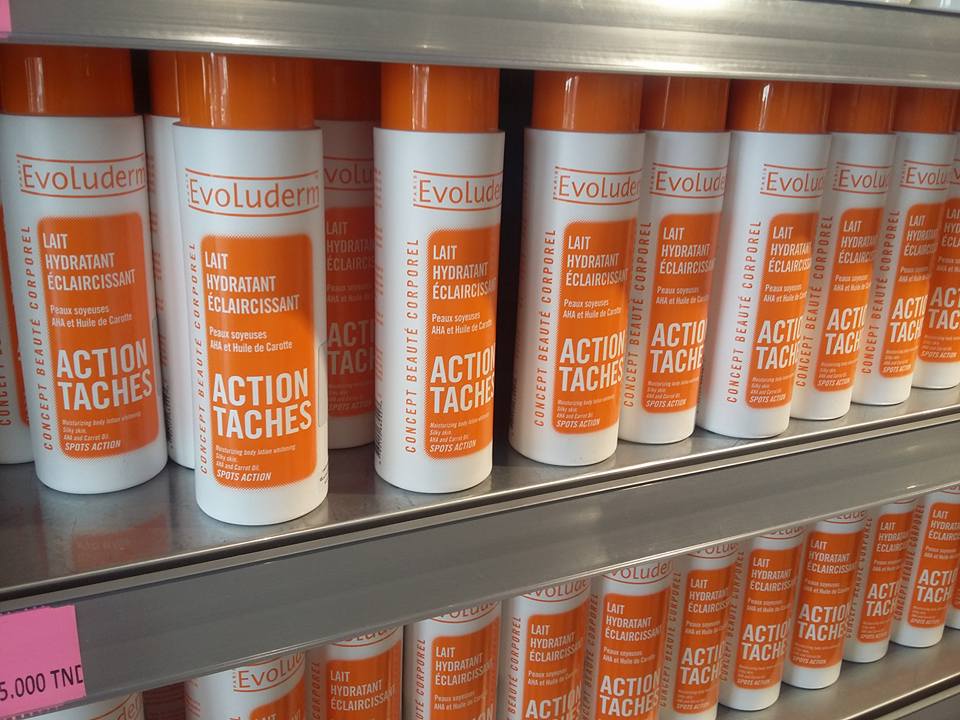 PARIS
Evoluderm
LAIT
HYDRATANT
ÉCLAIRCISSANT
Peaux soyeuses
AHA et Huile de Carotte
ACTION
TACHES
Moisturizing body lotion whitening.
Silky skin.
AHA and Carrot Oil.
SPOTS ACTION
CONCEPT BEAUTÉ CORPOREL
5.000 TND